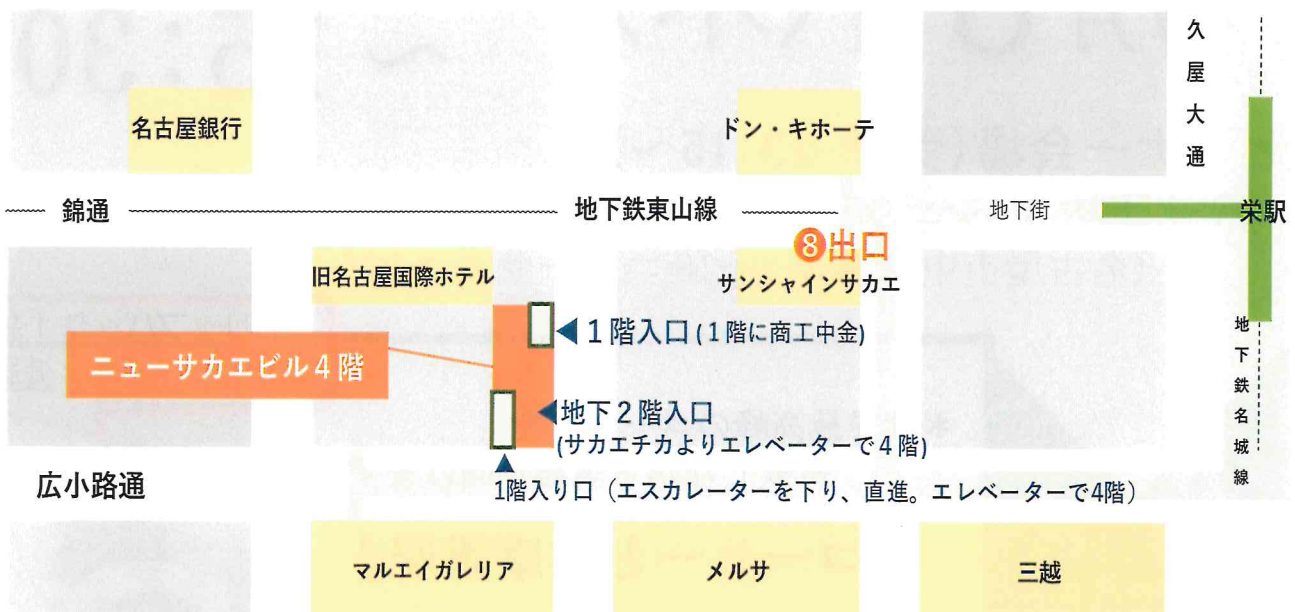 久屋大通
名古屋銀行
ドン・キホーテ
錦通
地下鉄東山線
地下街
栄駅
❽出口
旧名古屋国際ホテル
サンシャインサカエ
1階入口(1階に商工中金)
地下鉄名城線
ニューサカエビル4階
地下2階入口
(サカエチカよりエレベーターで4階)
広小路通
1階入り口（エスカレーターを下り、直進。エレベーターで4階）
マルエイガレリア
メルサ
三越